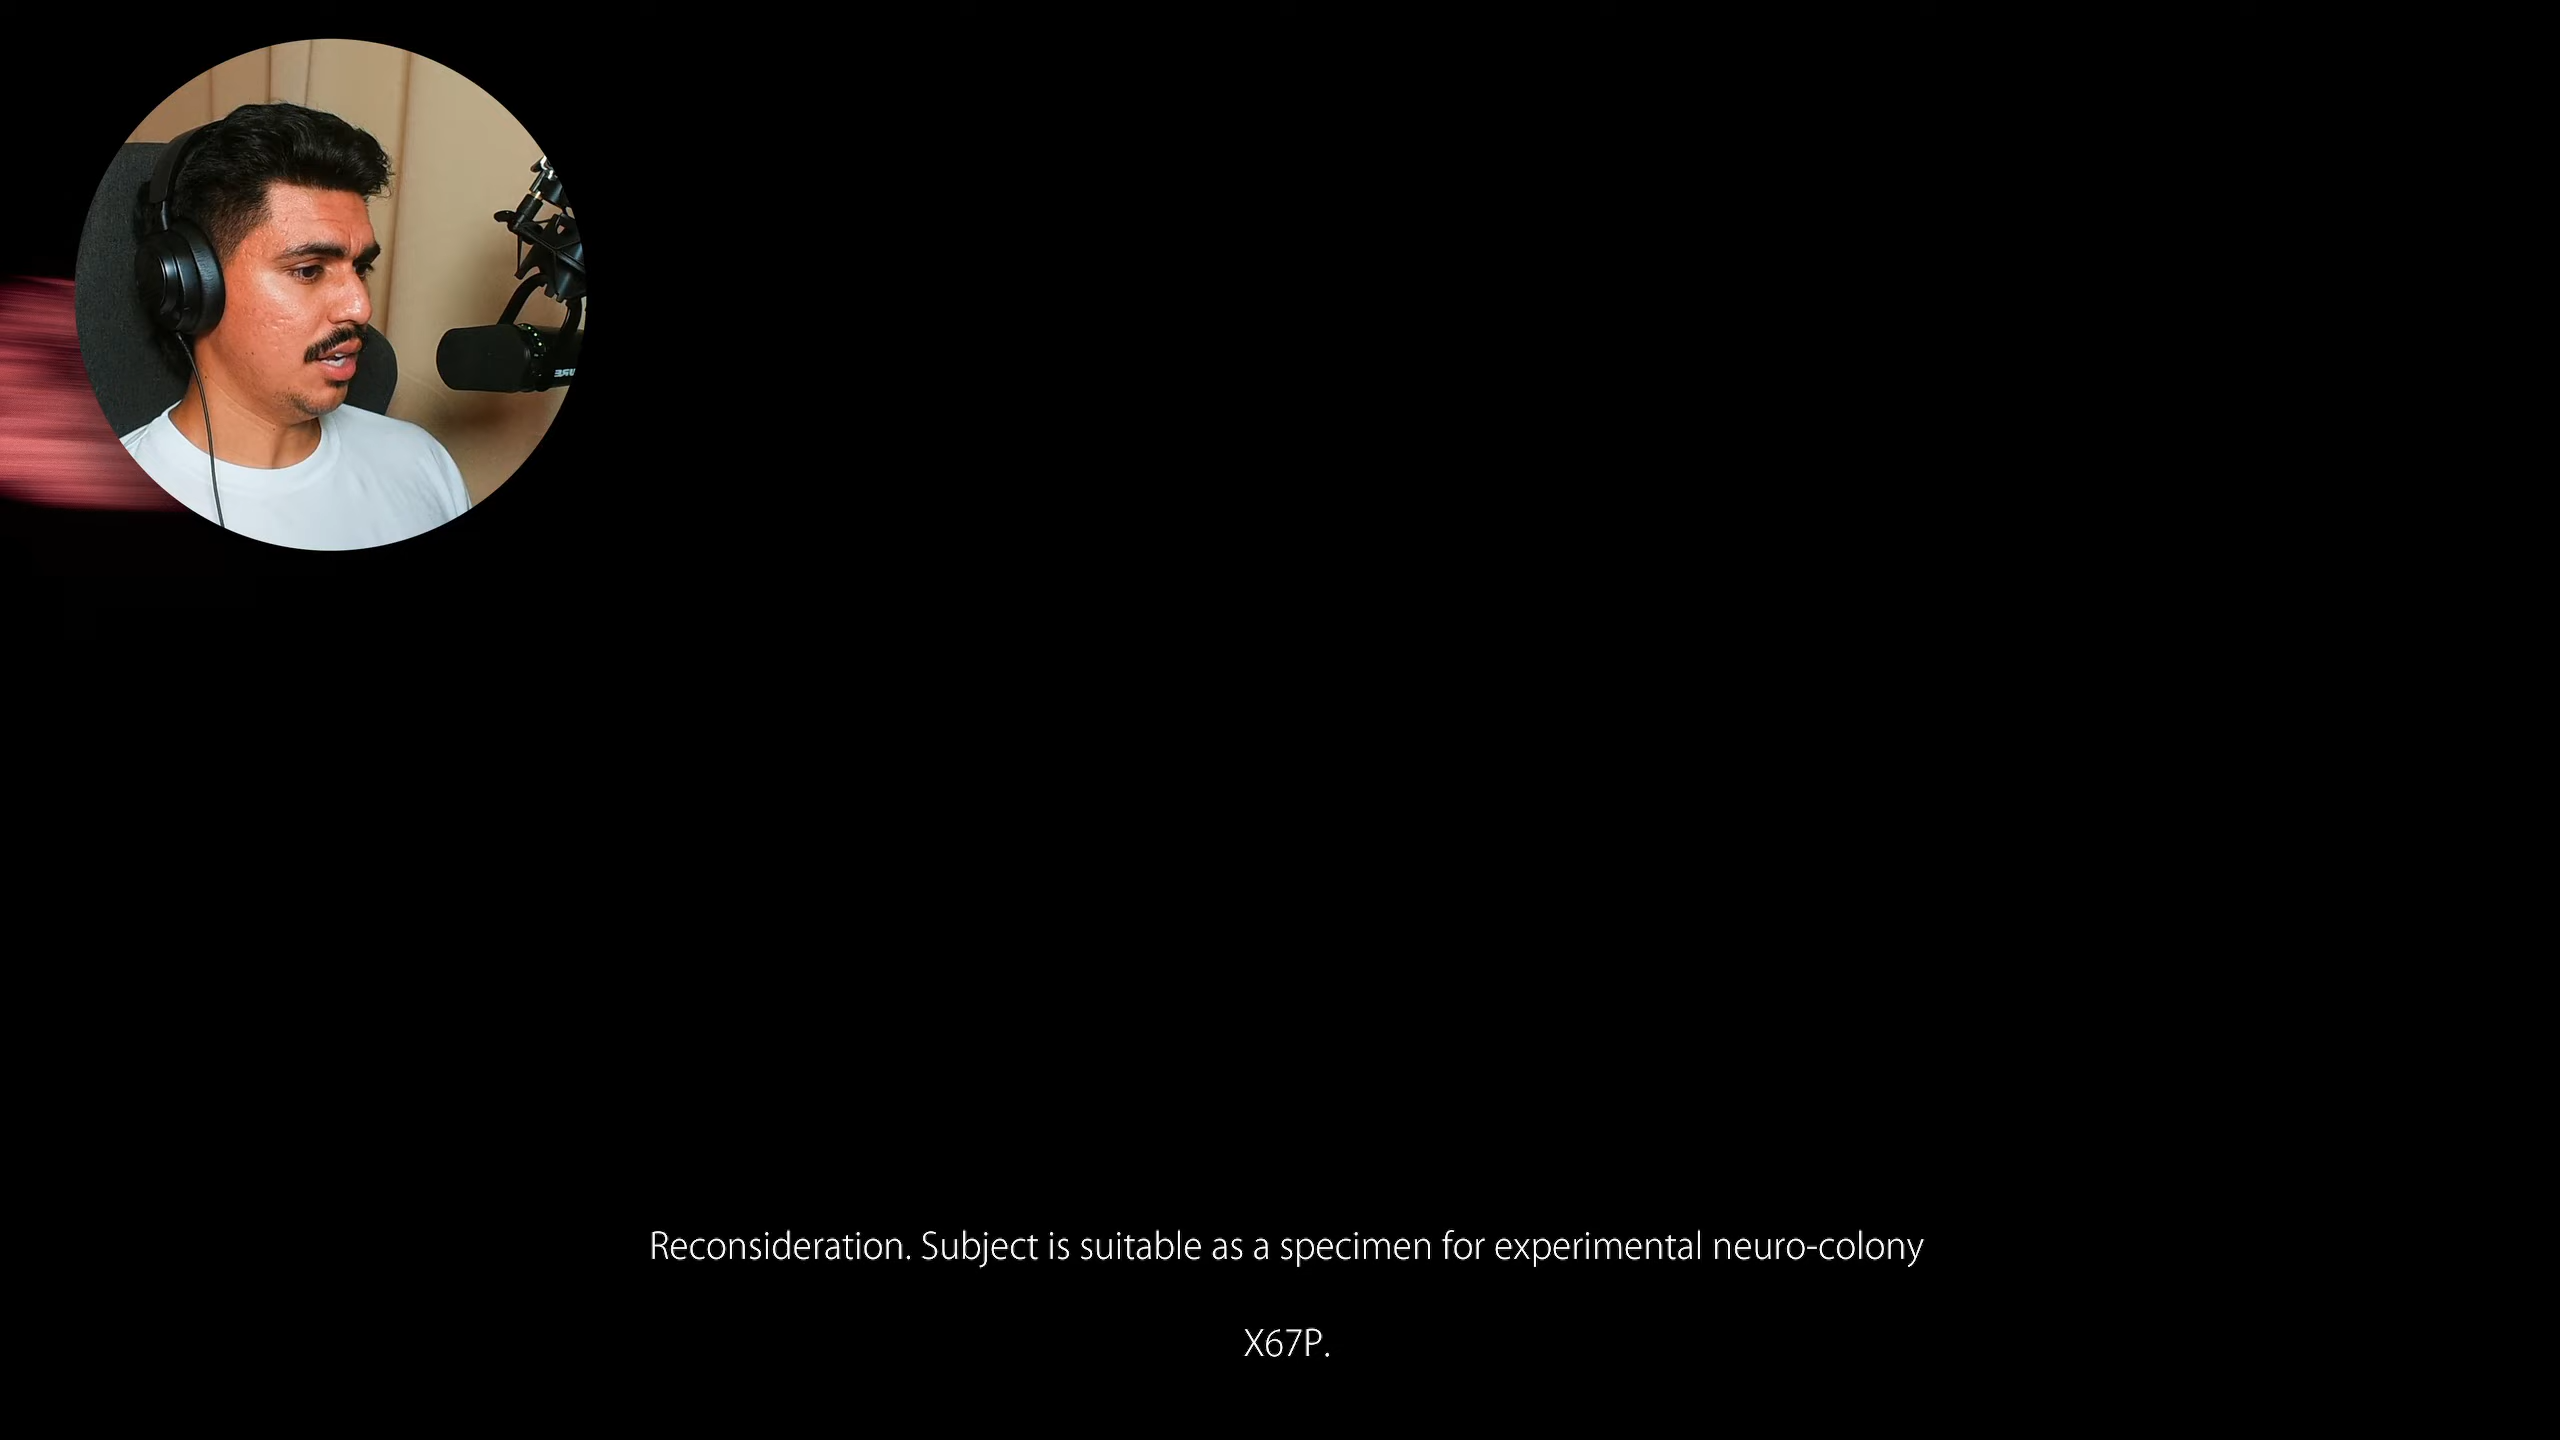 Reconsideration. Subject is suitable as a specimen for experimental neuro-colony
X67P.